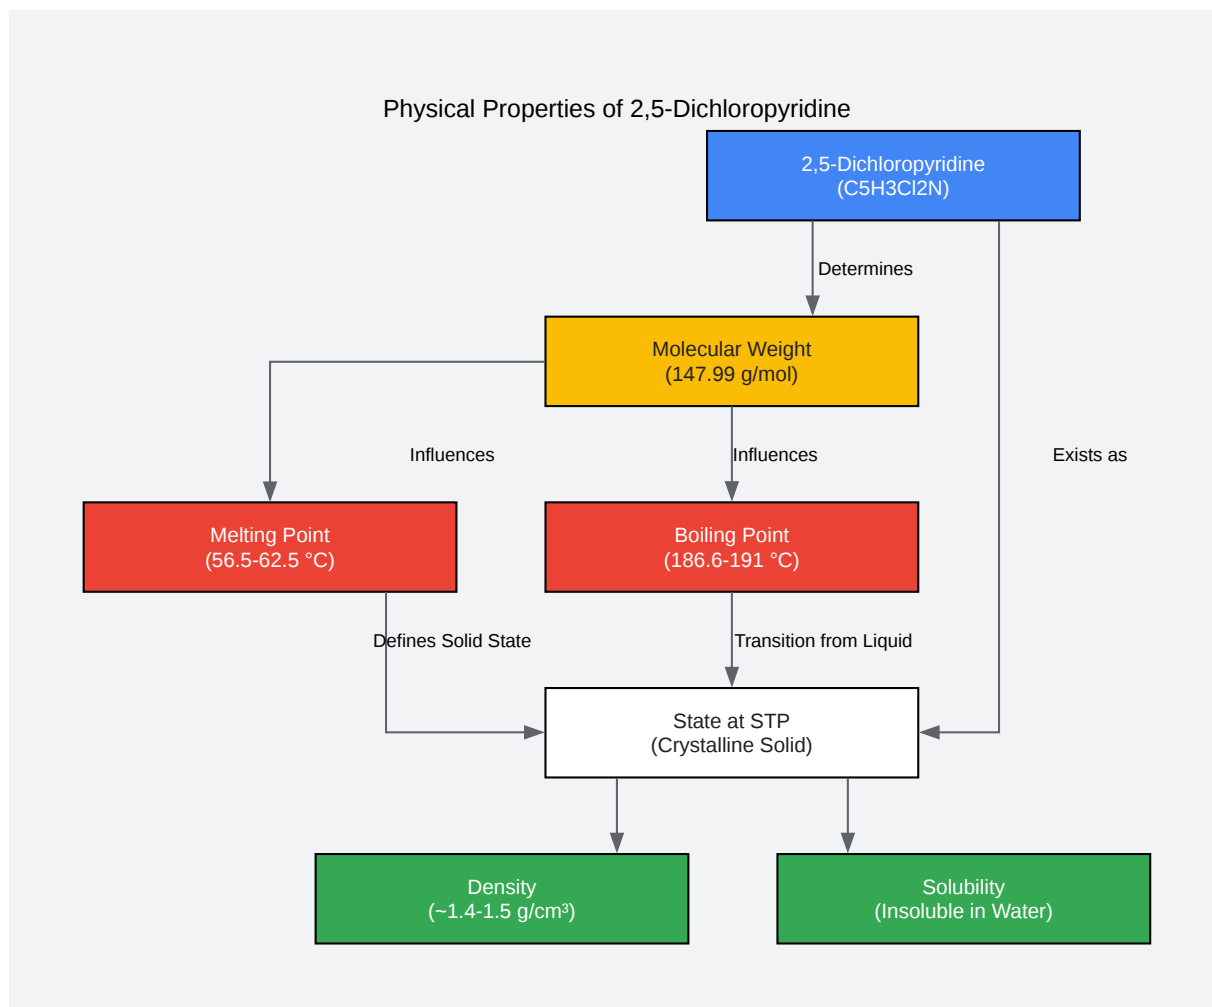 Physical Properties of 2,5-Dichloropyridine
2,5-Dichloropyridine
(C5H3Cl2N)
Determines
Molecular Weight
(147.99 g/mol)
Influences
Influences
Exists as
Melting Point
(56.5-62.5 °C)
Boiling Point
(186.6-191 °C)
Defines Solid State
Transition from Liquid
State at STP
(Crystalline Solid)
Density
(~1.4-1.5 g/cm³)
Solubility
(Insoluble in Water)